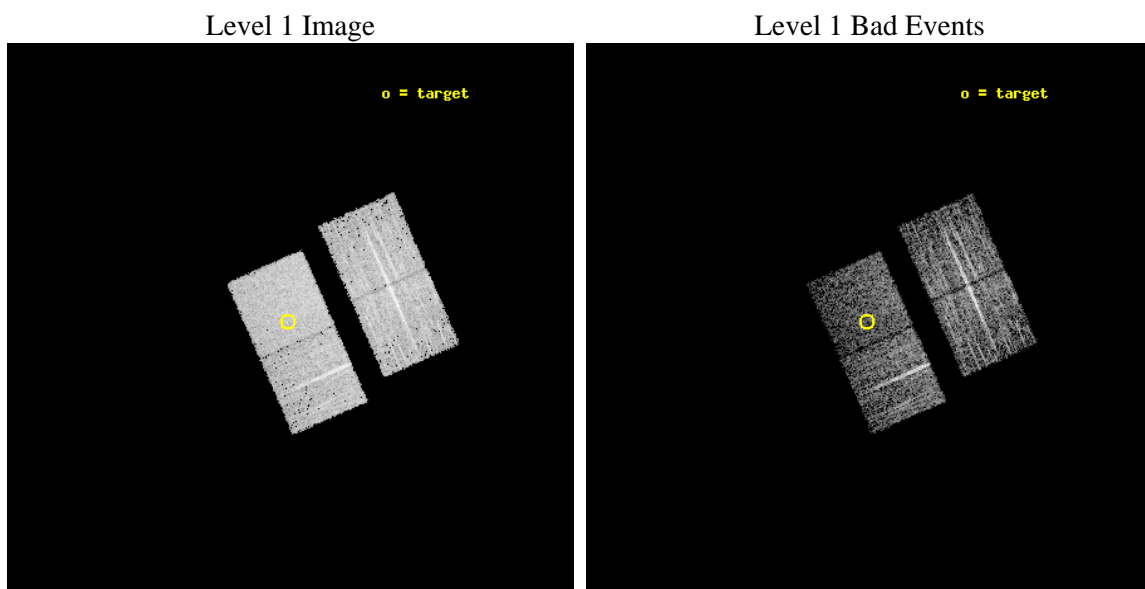 Level 1 Image
Level 1 Bad Events
o = target
o = target